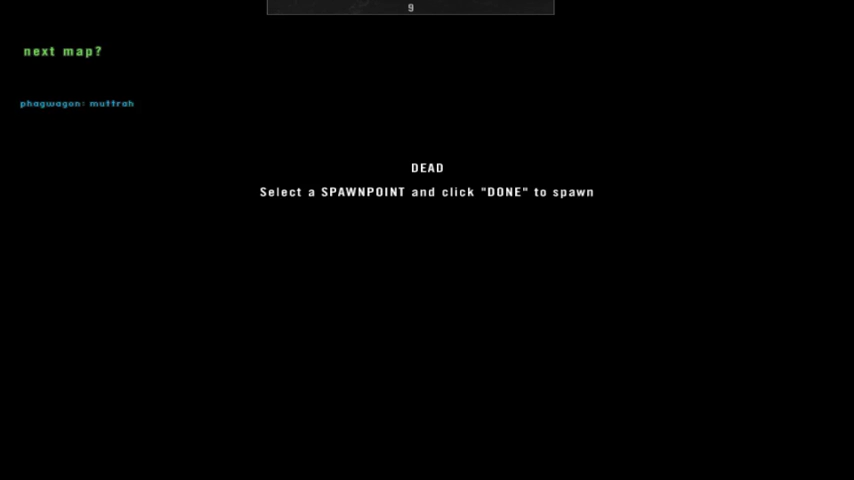 9
next map?
phagwagon: muttrah
DEAD
Select a SPAWNPOINT and click "DONE" to spawn